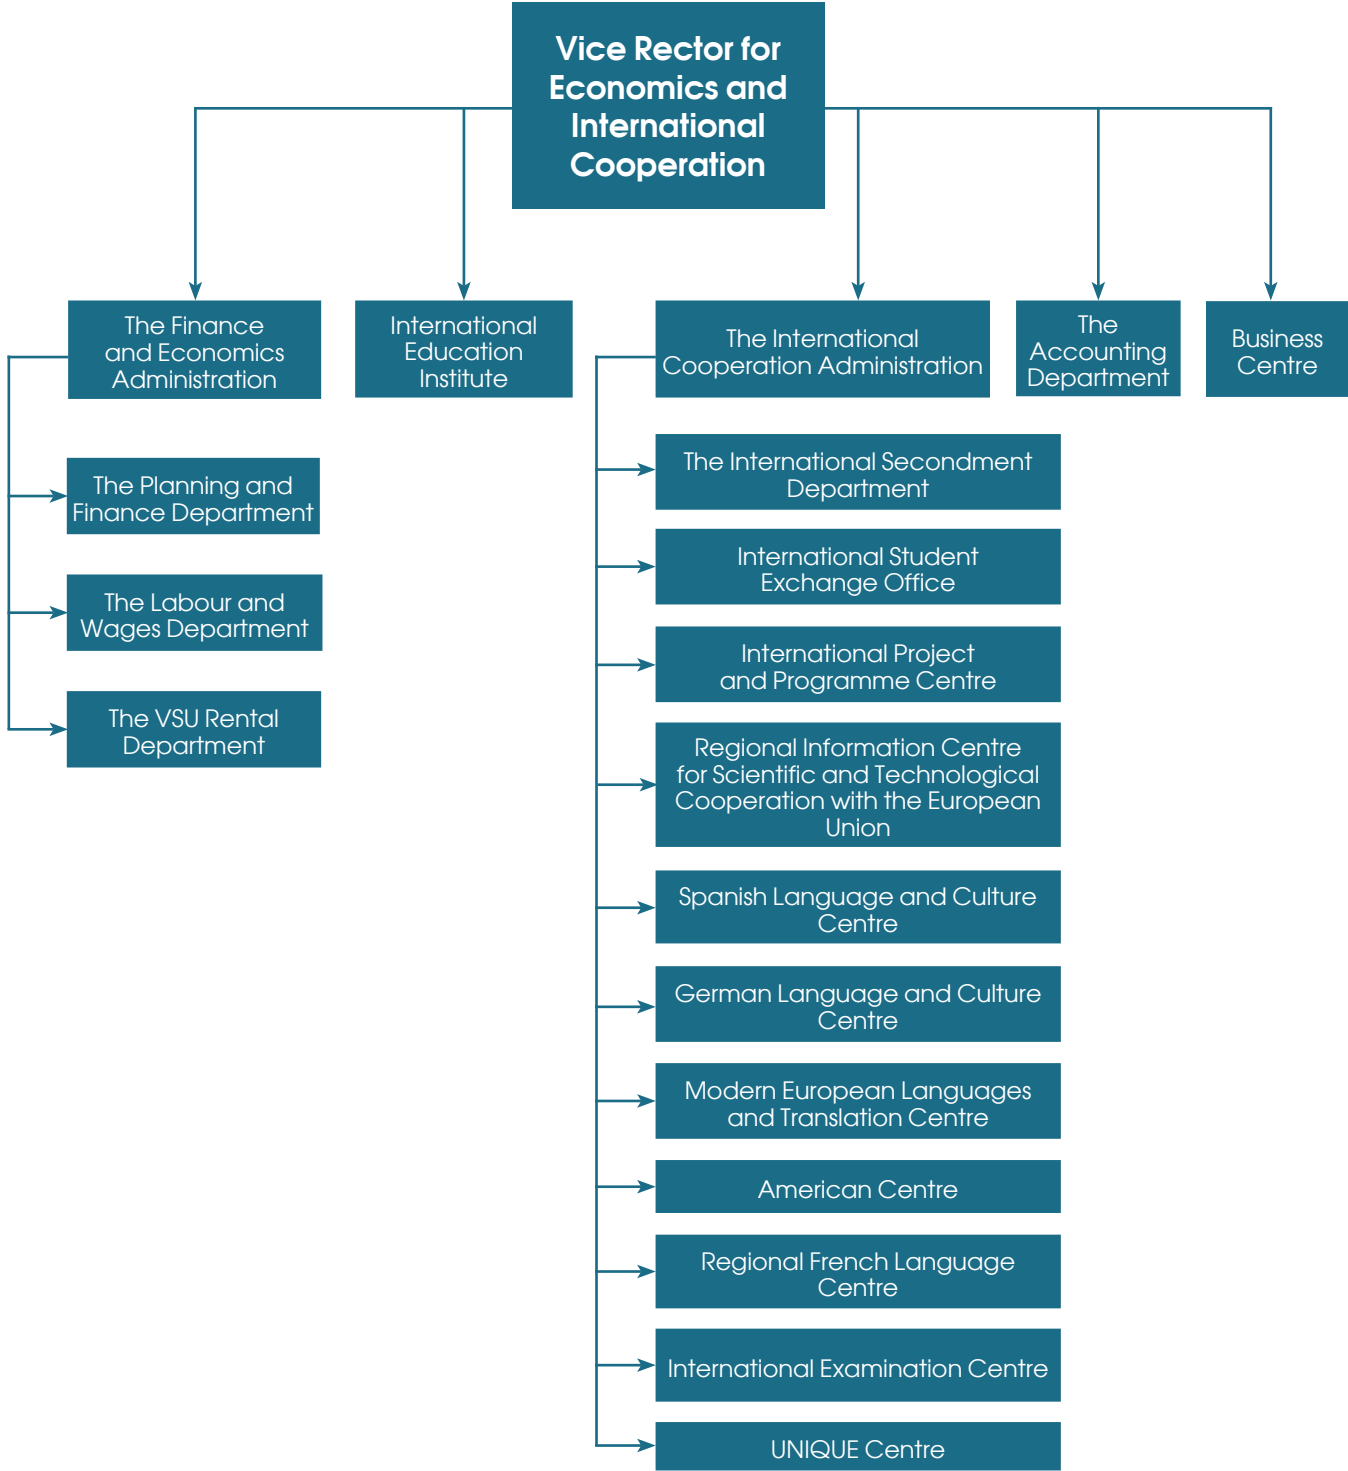 Vice Rector for
Economics and
International
Cooperation
The Finance
and Economics
Administration
International
Education
Institute
The International
Cooperation Administration
The
Accounting
Department
Business
Centre
The Planning and
Finance Department
The Labour and
Wages Department
The VSU Rental
Department
The International Secondment
Department
International Student
Exchange Office
International Project
and Programme Centre
Regional Information Centre
for Scientific and Technological
Cooperation with the European
Union
Spanish Language and Culture
Centre
German Language and Culture
Centre
Modern European Languages
and Translation Centre
American Centre
Regional French Language
Centre
International Examination Centre
UNIQUE Centre